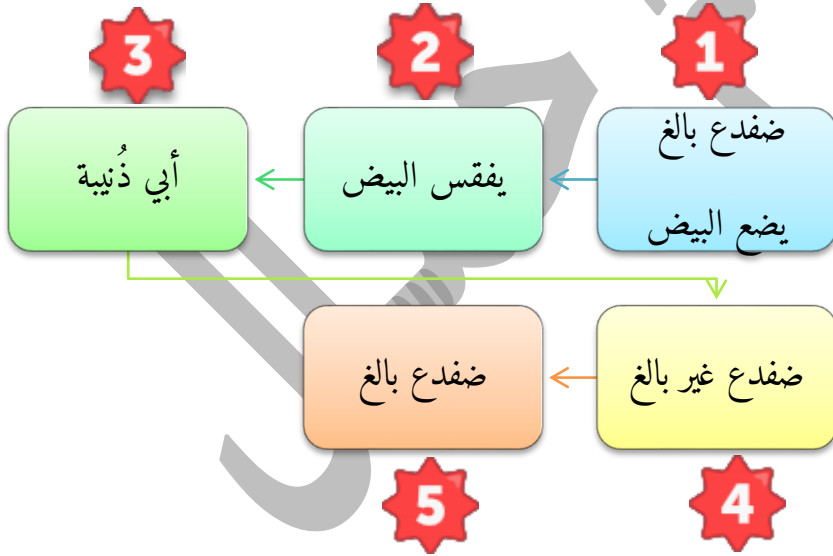 1
2
3
ضفدع بالغ
يضع البيض
يفقس البيض
أبي ذُنيبة
ضفدع غير بالغ
ضفدع بالغ
4
5